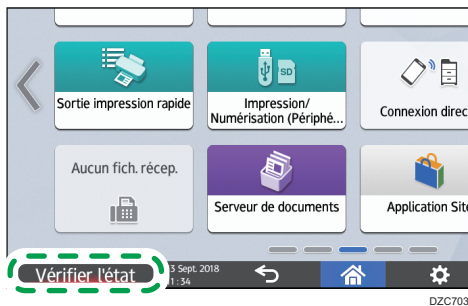 SD
Sortie impression rapide
Impression/
Numérisation (Périphé...
Connexion direc
Aucun fich. récep.
Serveur de documents
Application Site
Vérifier l'état
3 Sept. 2018
1 : 34
DZC703